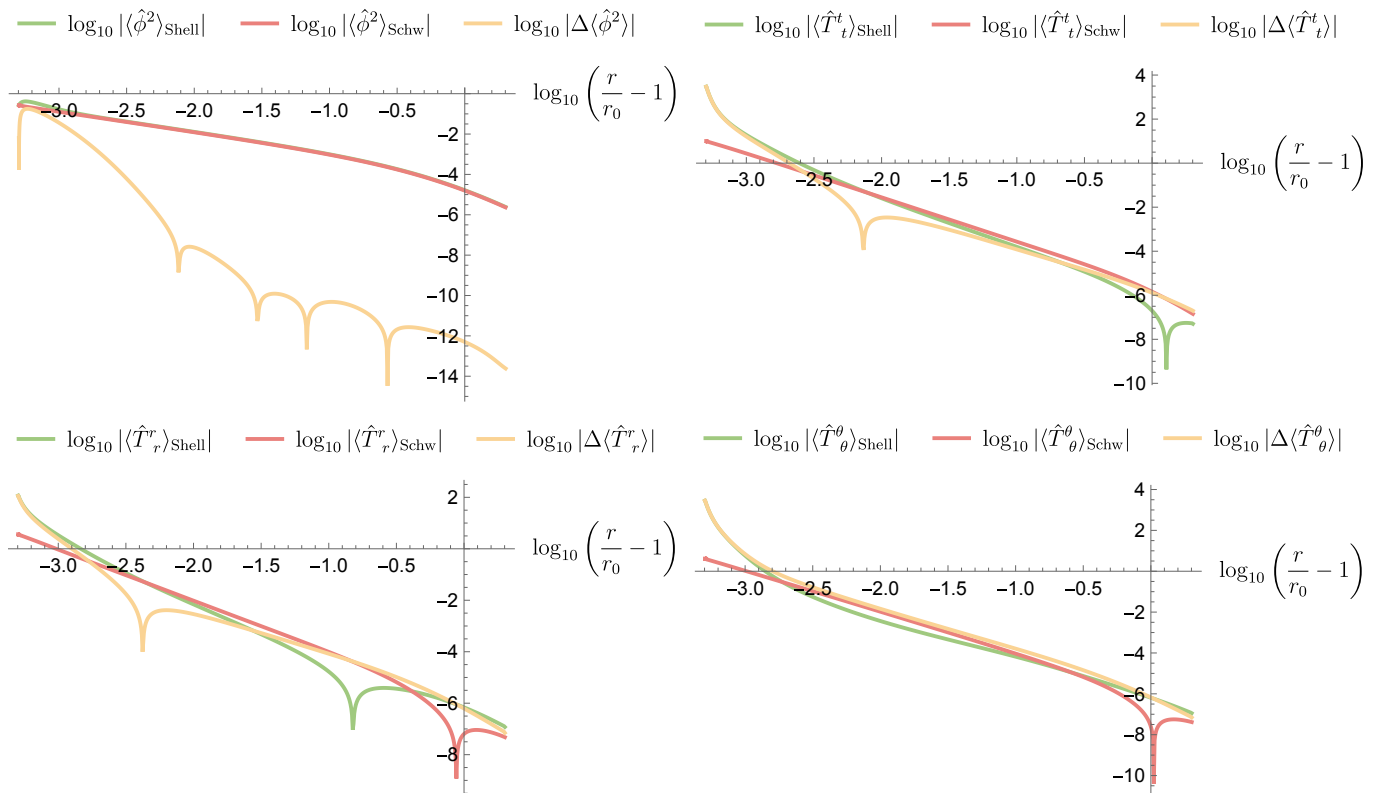 log₁₀ |⟨ϕ̂²⟩Shell| log₁₀ |⟨ϕ̂²⟩Schw| log₁₀ |Δ⟨ϕ̂²⟩|
−3.0 −2.5 −2.0 −1.5 −1.0 −0.5
log₁₀ (r/r₀ − 1)
−2
−4
−6
−8
−10
−12
−14
log₁₀ |⟨T̂ᵗₜ⟩Shell| log₁₀ |⟨T̂ᵗₜ⟩Schw| log₁₀ |Δ⟨T̂ᵗₜ⟩|
4
2
−3.0 −2.5 −2.0 −1.5 −1.0 −0.5
log₁₀ (r/r₀ − 1)
−2
−4
−6
−8
−10
log₁₀ |⟨T̂ʳᵣ⟩Shell| log₁₀ |⟨T̂ʳᵣ⟩Schw| log₁₀ |Δ⟨T̂ʳᵣ⟩|
2
−3.0 −2.5 −2.0 −1.5 −1.0 −0.5
log₁₀ (r/r₀ − 1)
−2
−4
−6
−8
log₁₀ |⟨T̂^θ_θ⟩Shell| log₁₀ |⟨T̂^θ_θ⟩Schw| log₁₀ |Δ⟨T̂^θ_θ⟩|
4
2
−3.0 −2.5 −2.0 −1.5 −1.0 −0.5
log₁₀ (r/r₀ − 1)
−2
−4
−6
−8
−10